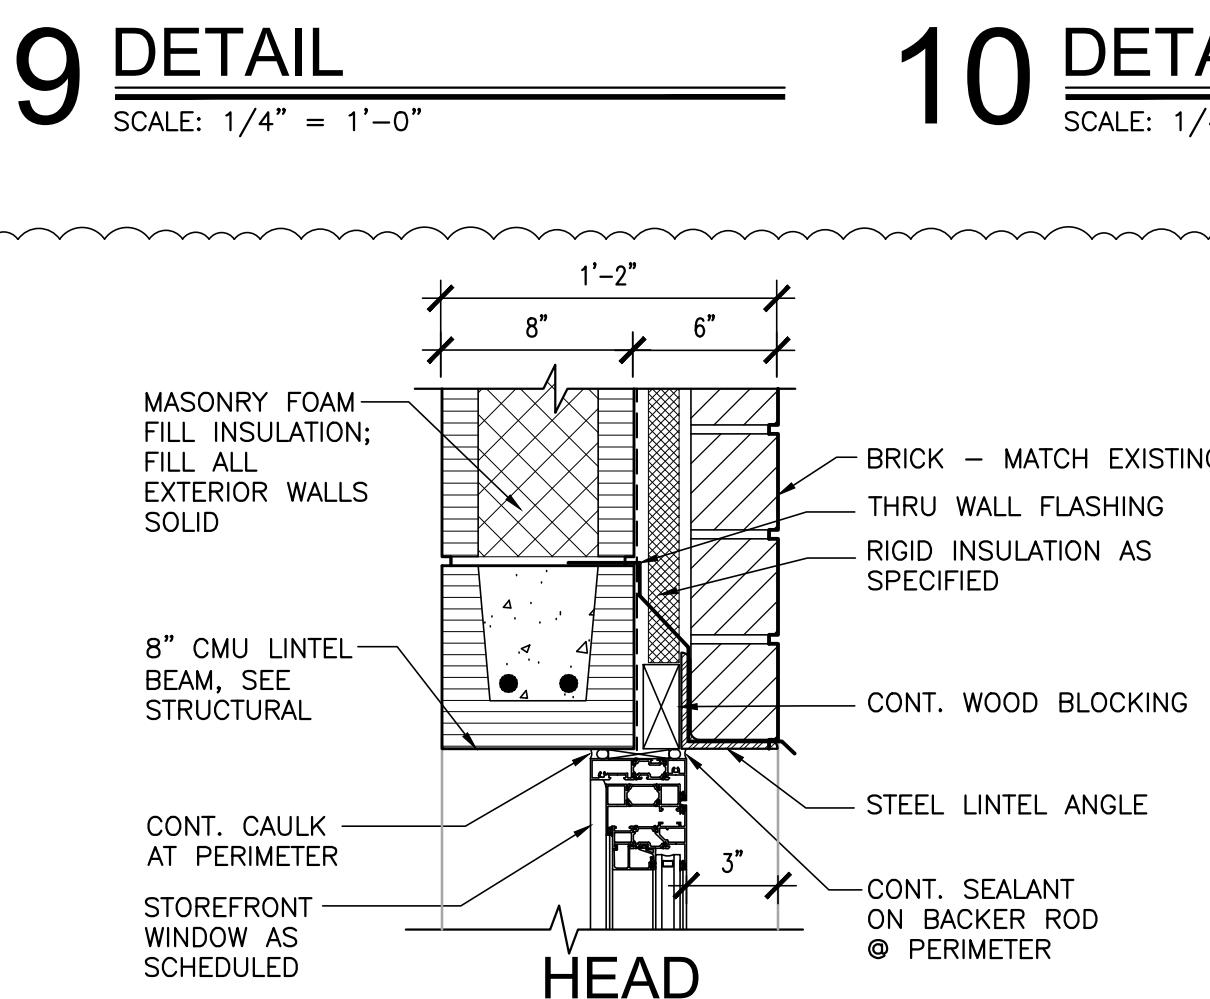 9 DETAIL
SCALE: 1/4" = 1'-0"
10
SCALE:
1'-2"
8"
6"
MASONRY FOAM
FILL INSULATION;
FILL ALL
EXTERIOR WALLS
SOLID
8" CMU LINTEL
BEAM, SEE
STRUCTURAL
CONT. CAULK
AT PERIMETER
STOREFRONT
WINDOW AS
SCHEDULED
BRICK - MATCH EXISTING
THRU WALL FLASHING
RIGID INSULATION AS
SPECIFIED
CONT. WOOD BLOCKING
STEEL LINTEL ANGLE
3"
CONT. SEALANT
ON BACKER ROD
@ PERIMETER
HEAD